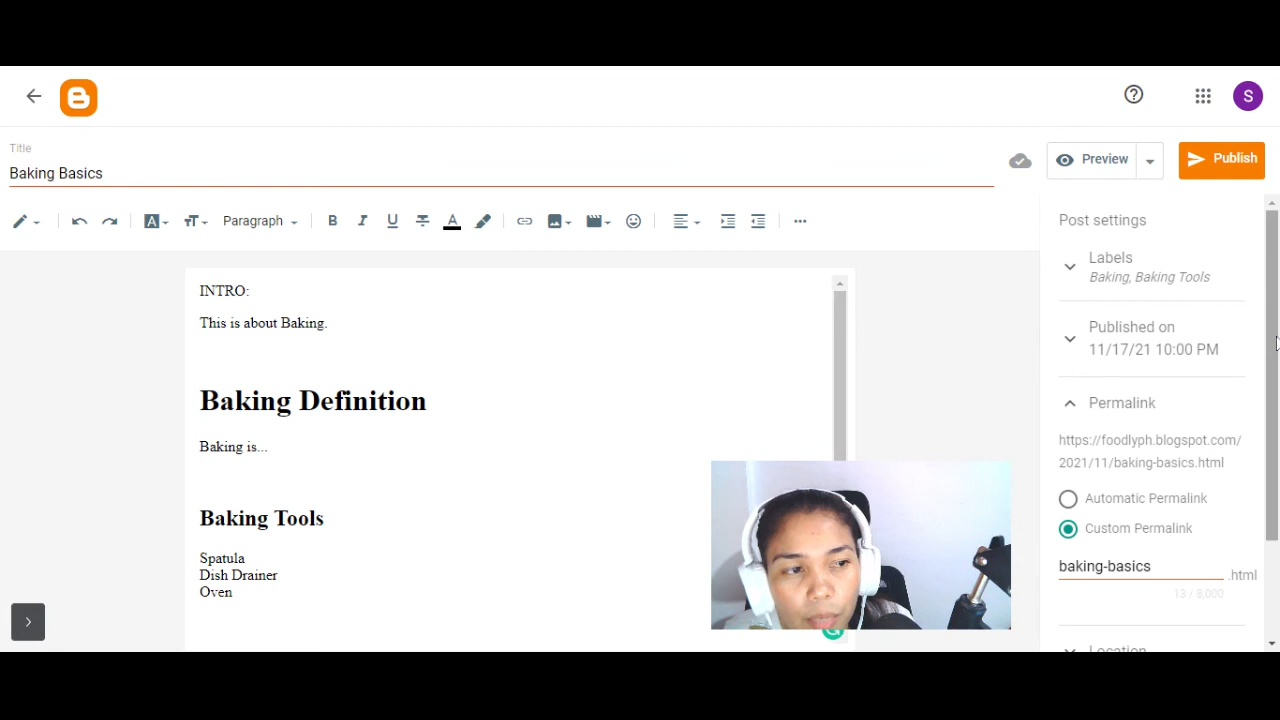 Title
Baking Basics
Preview
Publish
Paragraph
B I U A
Post settings
Labels
Baking, Baking Tools
Published on
11/17/21 10:00 PM
Permalink
https://foodlyph.blogspot.com/
2021/11/baking-basics.html
Automatic Permalink
Custom Permalink
baking-basics
.html
13 / 8,000
Location
S
INTRO:
This is about Baking.
Baking Definition
Baking is...
Baking Tools
Spatula
Dish Drainer
Oven